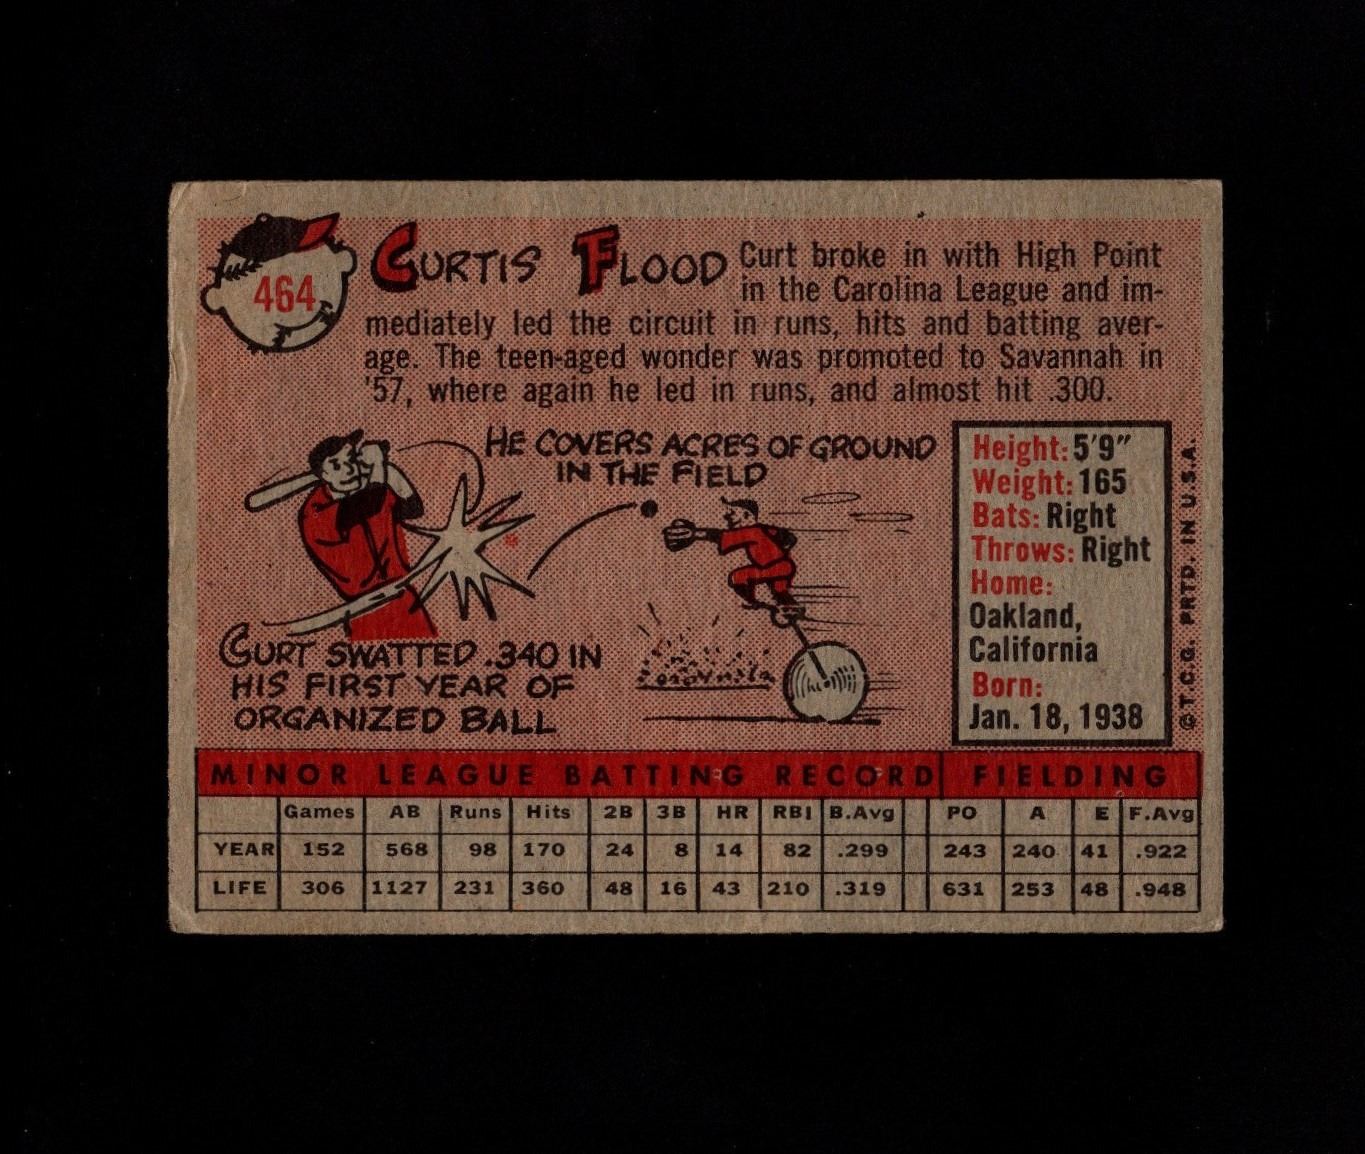 464
CURTIS FLOOD
Curt broke in with High Point
in the Carolina League and im-
mediately led the circuit in runs, hits and batting aver-
age. The teen-aged wonder was promoted to Savannah in
'57, where again he led in runs, and almost hit .300.
HE COVERS ACRES OF GROUND
IN THE FIELD
CURT SWATTED .340 IN
HIS FIRST YEAR OF
ORGANIZED BALL
Height: 5'9"
Weight: 165
Bats: Right
Throws: Right
Home:
Oakland,
California
Born:
Jan. 18, 1938
©T.C.G. PRTD. IN U.S.A.
MINOR LEAGUE BATTING RECORD FIELDING
Games AB Runs Hits 2B 3B HR RBI B.Avg PO A E F.Avg
YEAR 152 568 98 170 24 8 14 82 .299 243 240 41 .922
LIFE 306 1127 231 360 48 16 43 210 .319 631 253 48 .948